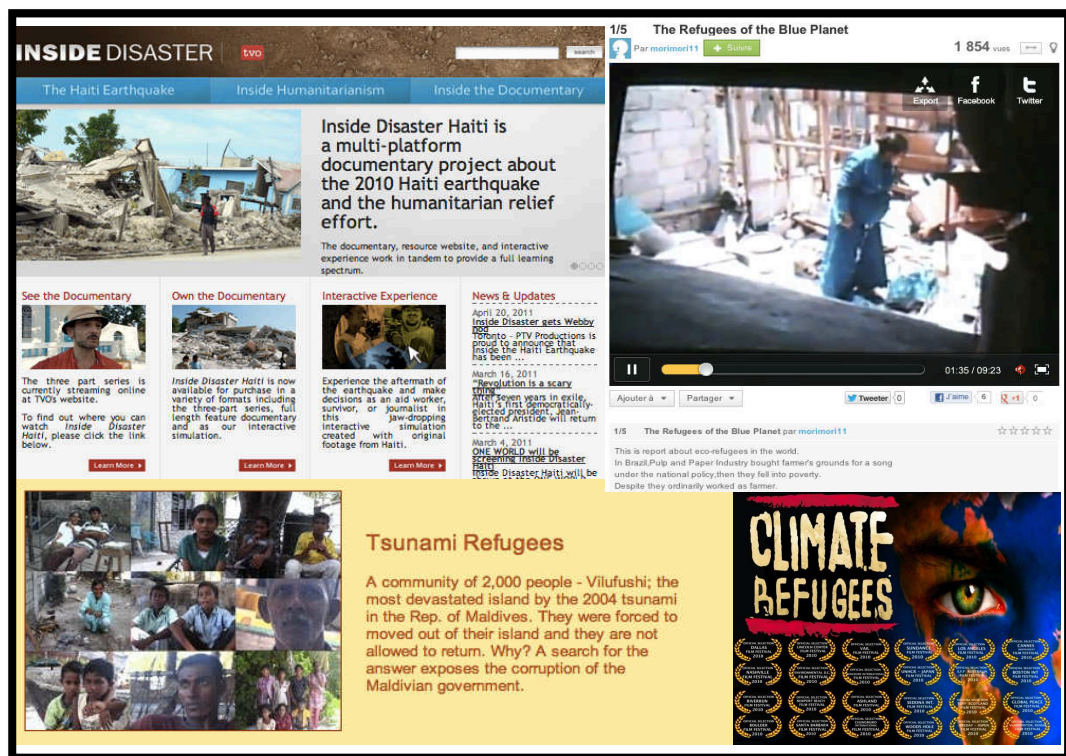 INSIDE DISASTER tvo
search
The Haiti Earthquake
Inside Humanitarianism
Inside the Documentary
Inside Disaster Haiti is
a multi-platform
documentary project about
the 2010 Haiti earthquake
and the humanitarian relief
effort.
The documentary, resource website, and interactive
experience work in tandem to provide a full learning
spectrum.
See the Documentary
The three part series is
currently streaming online
at TVO's website.
To find out where you can
watch Inside Disaster
Haiti, please click the link
below.
Learn More
Own the Documentary
Inside Disaster Haiti is now
available for purchase in a
variety of formats including
the three-part series, full
length feature documentary
and as our interactive
simulation.
Learn More
Interactive Experience
Experience the aftermath of
the earthquake and make
decisions as an aid worker,
survivor, or journalist in
this jaw-dropping
interactive simulation
created with original
footage from Haiti.
Learn More
News & Updates
April 20, 2011
Inside Disaster gets Webby
nod
Toronto - PTV Productions is
proud to announce that
Inside the Haiti Earthquake
has been ...
March 16, 2011
"Revolution is a scary
thing"
After seven years in exile,
Haiti's first democratically-
elected president, Jean-
Bertrand Aristide will return
to the ...
March 4, 2011
ONE WORLD will be
screening Inside Disaster
Haiti
Inside Disaster Haiti will be
1/5 The Refugees of the Blue Planet
Par morimori11
+ Suivre
1 854 vues
Export
Facebook
Twitter
01:35 / 09:23
Ajouter à
Partager
Tweeter 0
J'aime 6
+1 0
1/5 The Refugees of the Blue Planet par morimori11
This is report about eco-refugees in the world.
In Brazil,Pulp and Paper Industry bought farmer's grounds for a song
under the national policy,then they fell into poverty.
Despite they ordinarily worked as farmer.
Tsunami Refugees
A community of 2,000 people - Vilufushi; the
most devastated island by the 2004 tsunami
in the Rep. of Maldives. They were forced to
moved out of their island and they are not
allowed to return. Why? A search for the
answer exposes the corruption of the
Maldivian government.
CLIMATE
REFUGEES